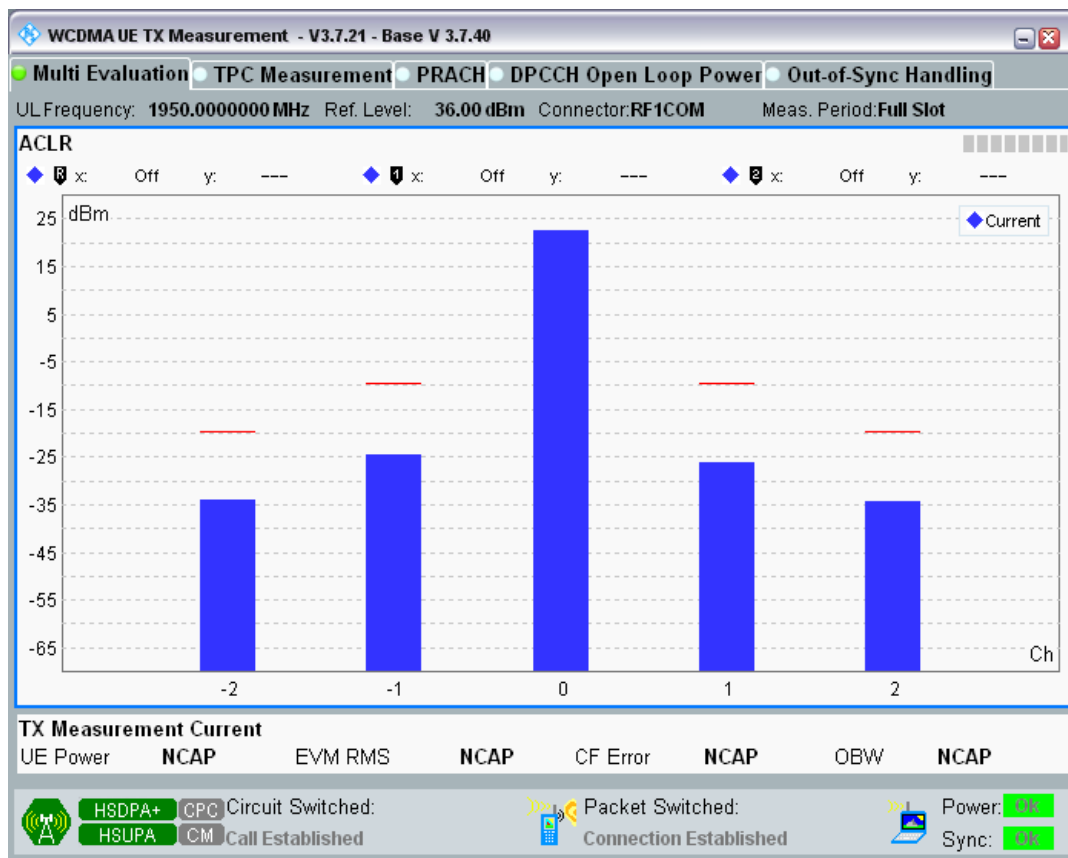 WCDMA UE TX Measurement - V3.7.21 - Base V 3.7.40
Multi Evaluation TPC Measurement PRACH DPCCH Open Loop Power Out-of-Sync Handling
UL Frequency: 1950.0000000 MHz Ref. Level: 36.00 dBm Connector:RF1COM Meas. Period:Full Slot
ACLR
R x: Off y: --- 1 x: Off y: --- 2 x: Off y: ---
25 dBm
Current
15
5
-5
-15
-25
-35
-45
-55
-65
Ch
-2 -1 0 1 2
TX Measurement Current
UE Power NCAP EVM RMS NCAP CF Error NCAP OBW NCAP
HSDPA+ CPC Circuit Switched: Packet Switched: Power: OK
HSUPA CM Call Established Connection Established Sync: OK